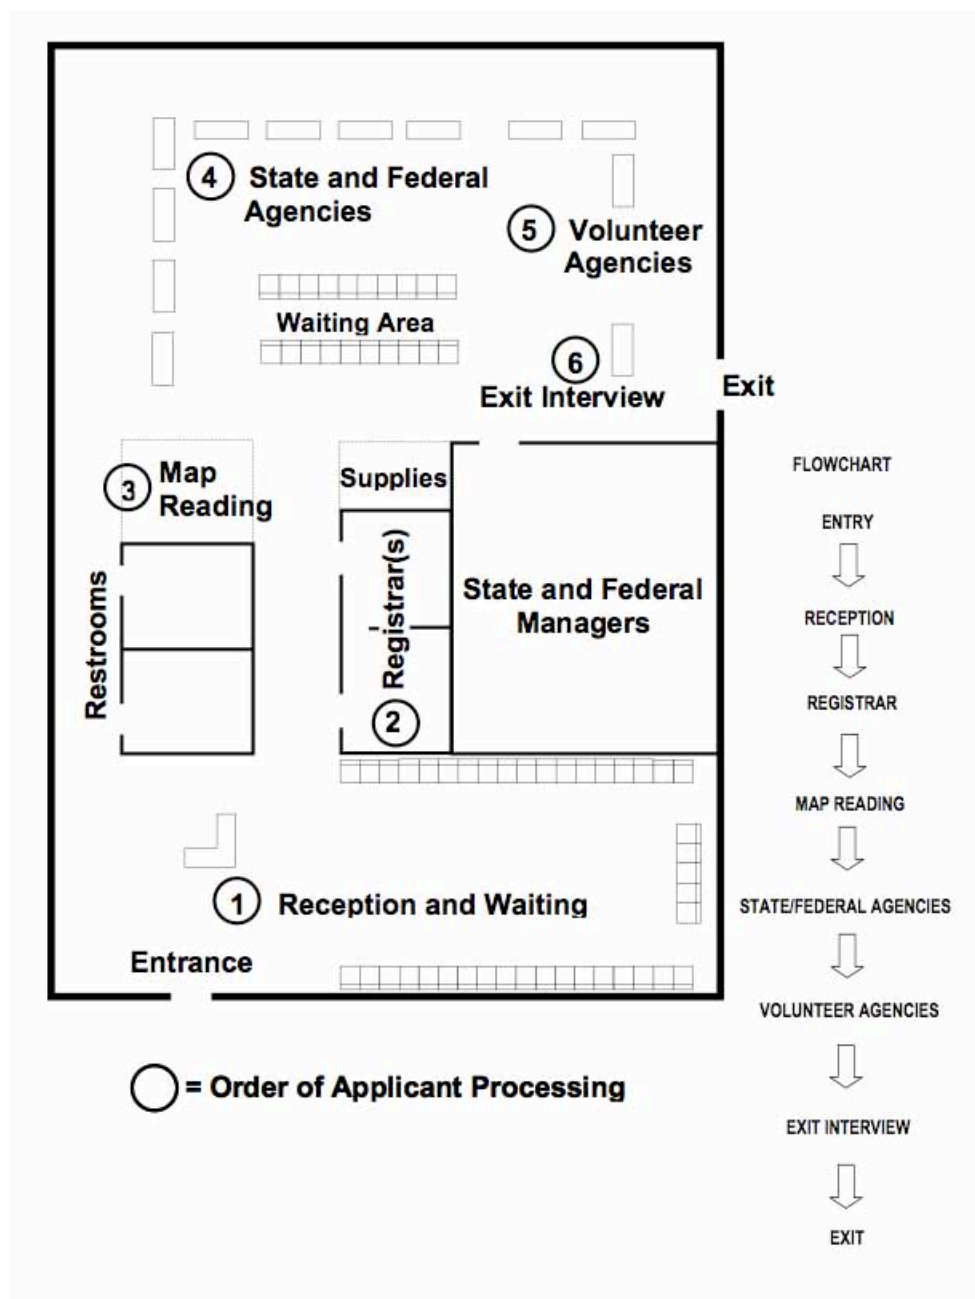 4 State and Federal
Agencies
5 Volunteer
Agencies
Waiting Area
6
Exit Interview
Exit
3 Map
Reading
Supplies
Restrooms
Registrar(s)
2
State and Federal
Managers
1 Reception and Waiting
Entrance
= Order of Applicant Processing
FLOWCHART
ENTRY
RECEPTION
REGISTRAR
MAP READING
STATE/FEDERAL AGENCIES
VOLUNTEER AGENCIES
EXIT INTERVIEW
EXIT